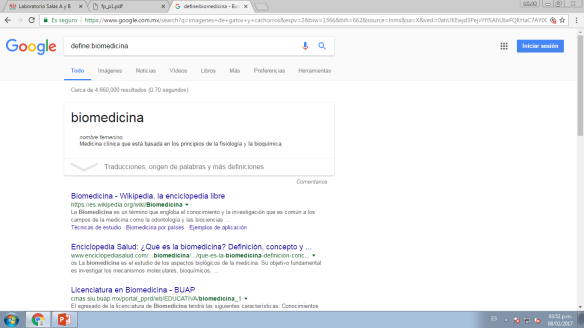 Laboratorio Salas A y B
fp_p1.pdf
define:biomedicina - Bu
Es seguro
https://www.google.com.mx/search?q=imagenes+de+gatos+y+cachorros&espv=2&biw=1366&bih=662&source=lnms&sa=X&ved=
Google
define:biomedicina
Iniciar sesión
Todo Imágenes Noticias Vídeos Libros Más Preferencias Herramientas
Cerca de 4,660,000 resultados (0.70 segundos)
biomedicina
nombre femenino
Medicina clínica que está basada en los principios de la fisiología y la bioquímica.
Traducciones, origen de palabras y más definiciones
Comentarios
Biomedicina - Wikipedia, la enciclopedia libre
https://es.wikipedia.org/wiki/Biomedicina
La Biomedicina es un término que engloba el conocimiento y la investigación que es común a los
campos de la medicina como la odontología y las biociencias ...
Técnicas de estudio · Biomedicina por países · Ejemplos de aplicación
Enciclopedia Salud: ¿Qué es la biomedicina? Definición, concepto y ...
www.enciclopediasalud.com/...biomedicina/.../que-es-la-biomedicina-definicion-conc...
os La biomedicina es el estudio de los aspectos biológicos de la medicina. Su objetivo fundamental
es investigar los mecanismos moleculares, bioquímicos, ...
Licenciatura en Biomedicina - BUAP
cmas.siu.buap.mx/portal_pprd/wb/EDUCATIVA/biomedicina_1
El egresado de la licenciatura de Biomedicina tendrá las siguientes características: Conocimientos
ES
03:52 p.m.
08/02/2017